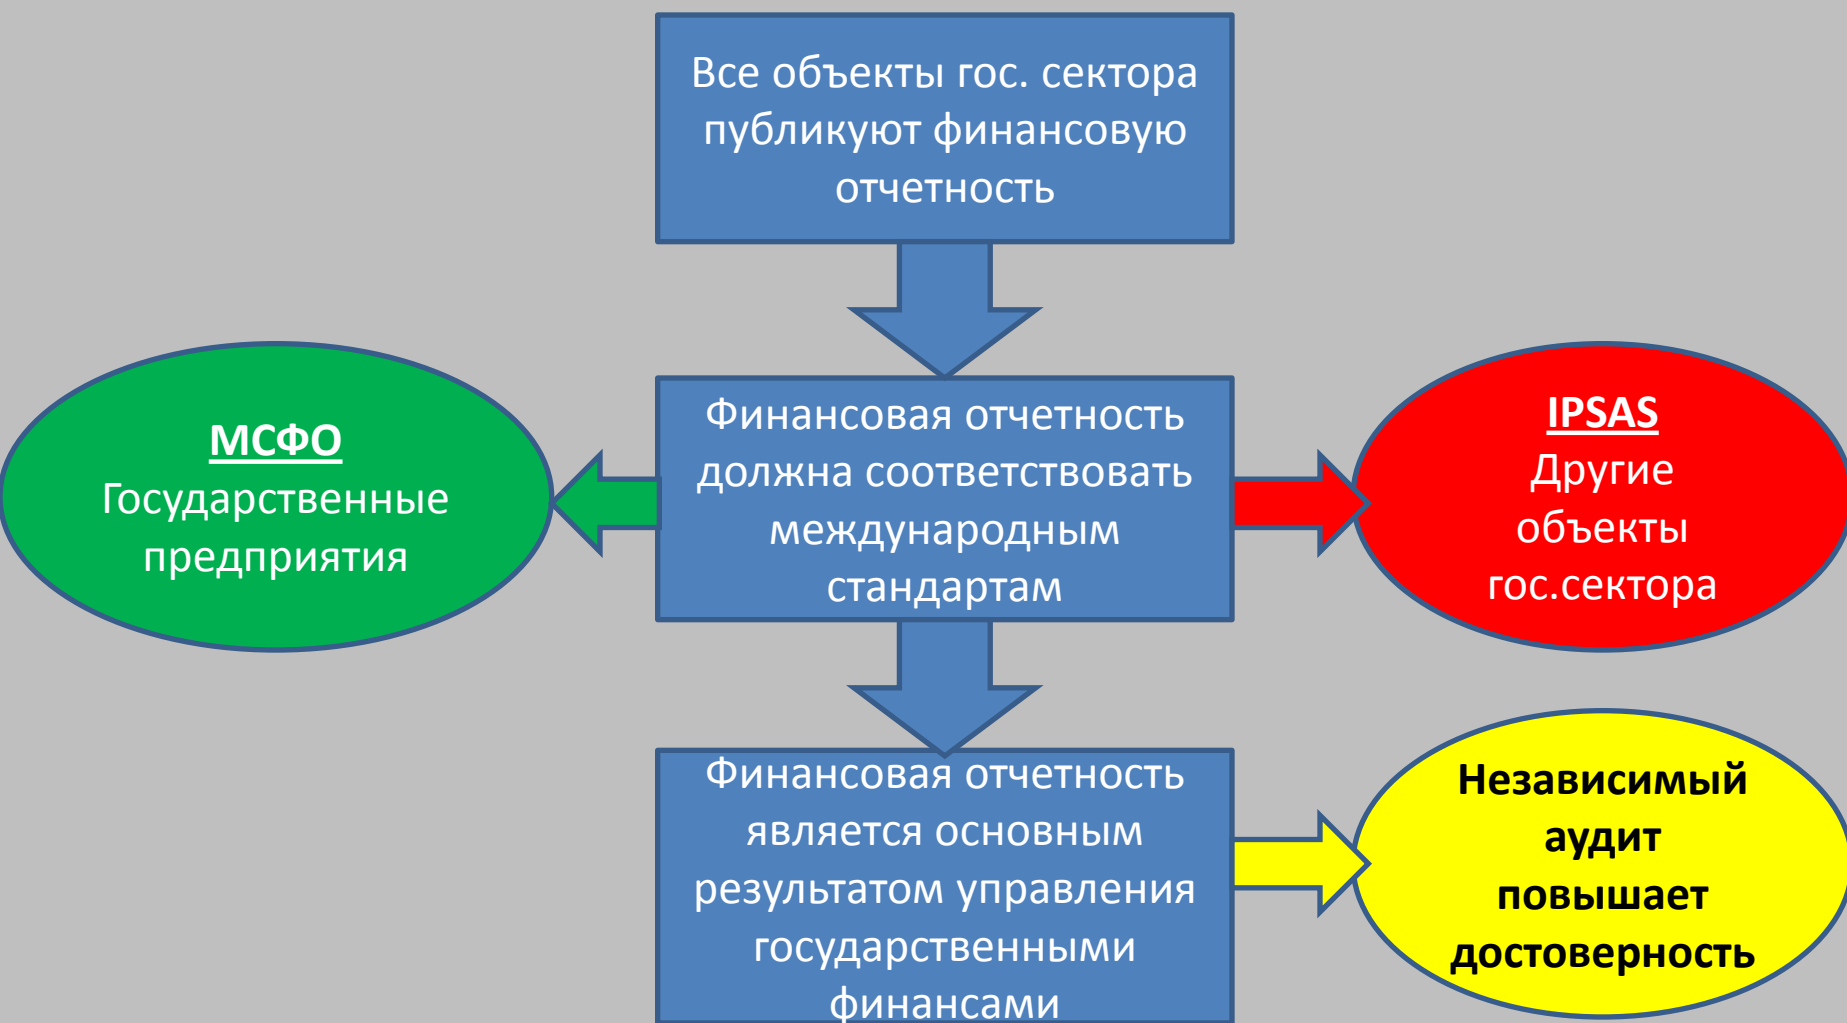 Все объекты гос. сектора
публикуют финансовую
отчетность
МСФО
Государственные
предприятия
Финансовая отчетность
должна соответствовать
международным
стандартам
IPSAS
Другие
объекты
гос.сектора
Финансовая отчетность
является основным
результатом управления
государственными
финансами
Независимый
аудит
повышает
достоверность